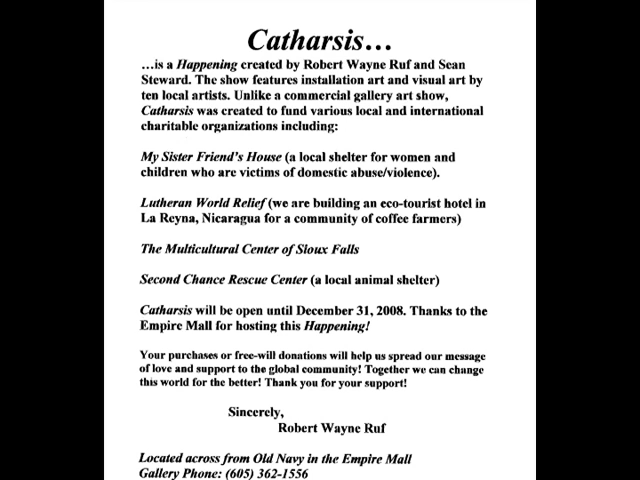 Catharsis...
...is a Happening created by Robert Wayne Ruf and Sean
Steward. The show features installation art and visual art by
ten local artists. Unlike a commercial gallery art show,
Catharsis was created to fund various local and international
charitable organizations including:
My Sister Friend's House (a local shelter for women and
children who are victims of domestic abuse/violence).
Lutheran World Relief (we are building an eco-tourist hotel in
La Reyna, Nicaragua for a community of coffee farmers)
The Multicultural Center of Sioux Falls
Second Chance Rescue Center (a local animal shelter)
Catharsis will be open until December 31, 2008. Thanks to the
Empire Mall for hosting this Happening!
Your purchases or free-will donations will help us spread our message
of love and support to the global community! Together we can change
this world for the better! Thank you for your support!
Sincerely,
Robert Wayne Ruf
Located across from Old Navy in the Empire Mall
Gallery Phone: (605) 362-1556